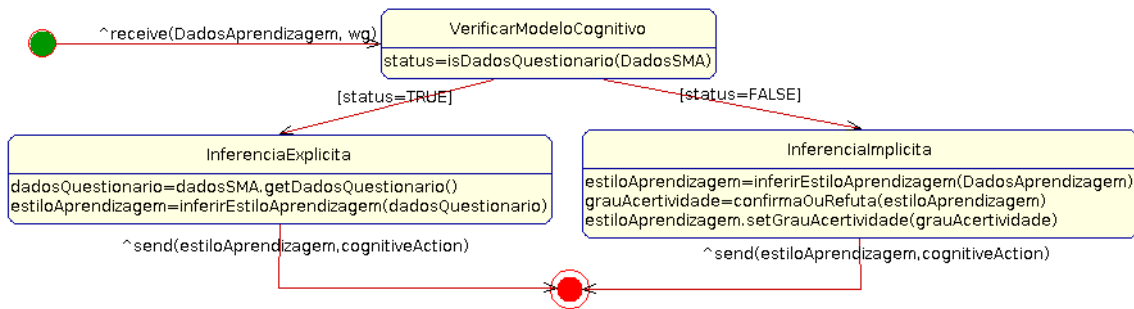 VerificarModeloCognitivo
^receive(DadosAprendizagem, wg)
status=isDadosQuestionario(DadosSMA)
[status=TRUE]
[status=FALSE]
InferenciaExplicita
dadosQuestionario=dadosSMA.getDadosQuestionario()
estiloAprendizagem=inferirEstiloAprendizagem(dadosQuestionario)
InferenciaImplicita
estiloAprendizagem=inferirEstiloAprendizagem(DadosAprendizagem)
grauAcertividade=confirmaOuRefuta(estiloAprendizagem)
estiloAprendizagem.setGrauAcertividade(grauAcertividade)
^send(estiloAprendizagem,cognitiveAction)
^send(estiloAprendizagem,cognitiveAction)